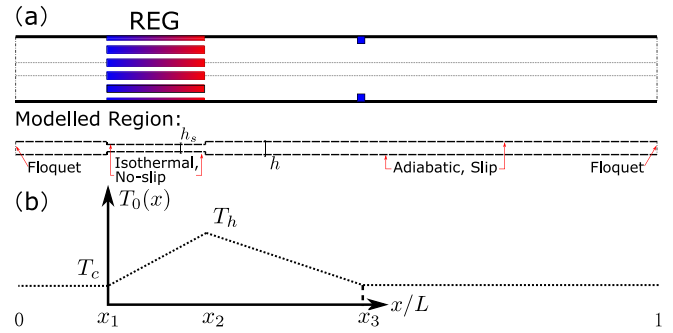 (a)
REG
Modelled Region:
h_s
h
Floquet
Isothermal,
No-slip
Adiabatic, Slip
Floquet
(b)
T_0(x)
T_h
T_c
x/L
0
x_1
x_2
x_3
1